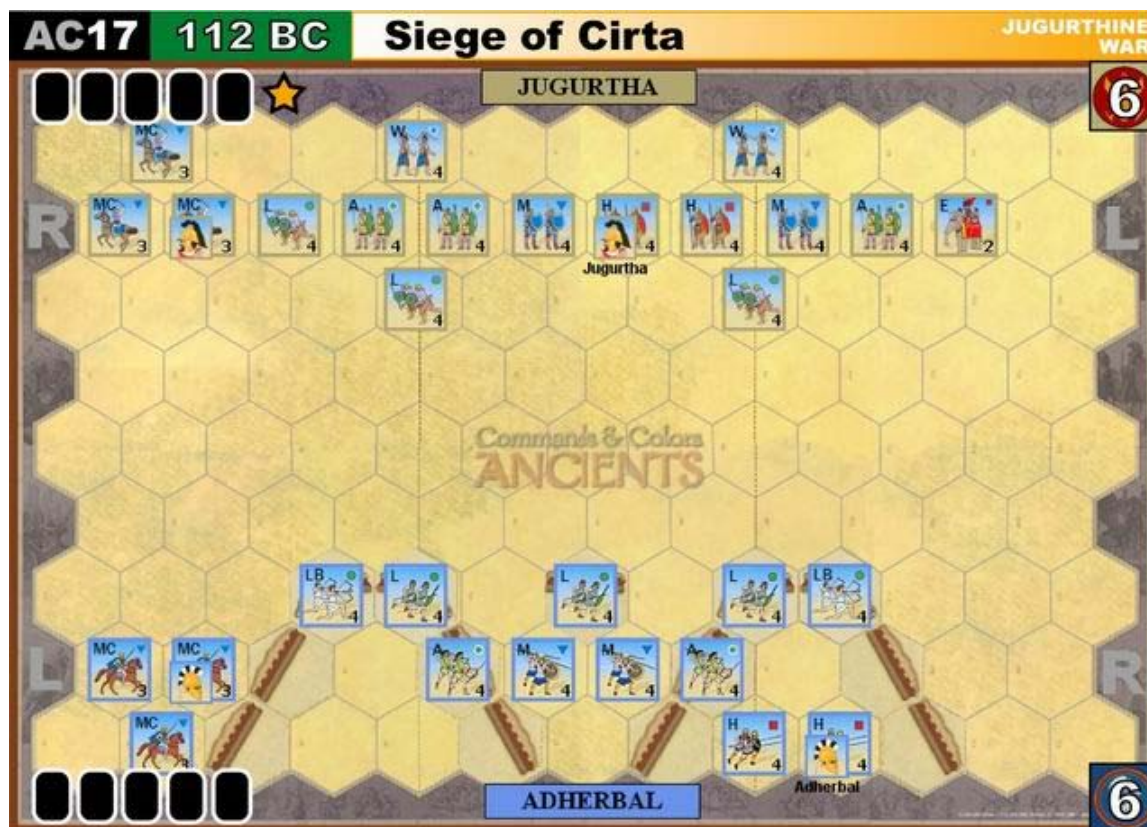 AC17 112 BC Siege of Cirta JUGURTHINE WAR
JUGURTHA
6
MC 3 W 4 W 4
R MC 3 MC 3 L 4 A 4 A 4 M 4 H 4 H 4 M 4 A 4 E 2 L
Jugurtha
L 4 L 4
Commands & Colors
ANCIENTS
LB 4 L 4 L 4 L 4 LB 4
L MC 3 MC 3 A 4 M 4 M 4 A 4 R
MC 3 H 4 H 4
Adherbal
ADHERBAL
6